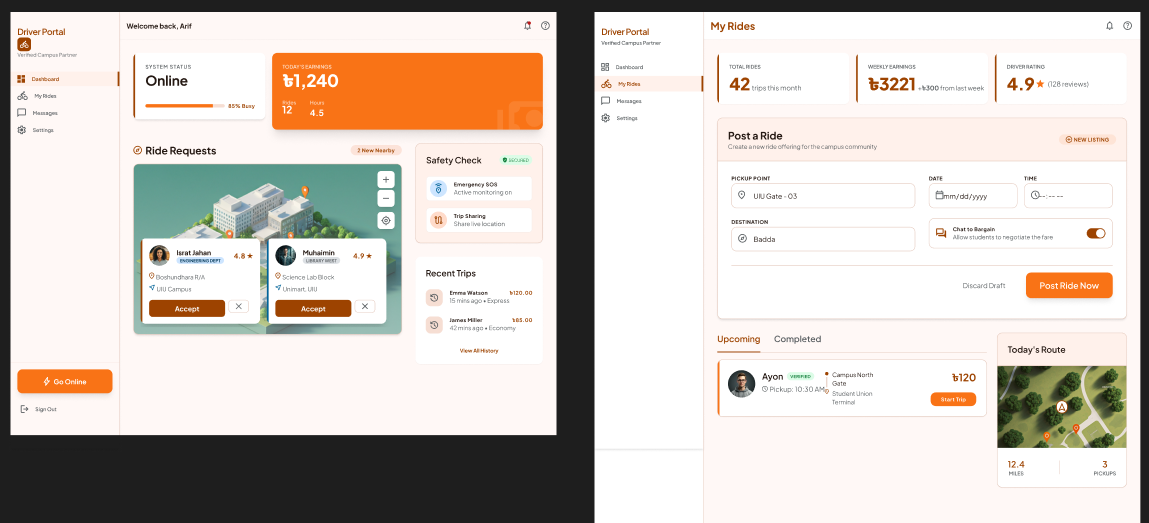 Driver Portal
Verified Campus Partner
Dashboard
My Rides
Messages
Settings
Go Online
Sign Out
Welcome back, Arif
SYSTEM STATUS
Online
85% Busy
TODAY'S EARNINGS
৳1,240
Rides
12
Hours
4.5
Ride Requests
2 New Nearby
Israt Jahan
ENGINEERING DEPT
4.8 ★
Boshundhara R/A
UIU Campus
Accept
Muhaimin
LIBRARY WEST
4.9 ★
Science Lab Block
Unimart, UIU
Accept
Safety Check
SECURED
Emergency SOS
Active monitoring on
Trip Sharing
Share live location
Recent Trips
Emma Watson ৳120.00
15 mins ago • Express
James Miller ৳85.00
42 mins ago • Economy
View All History
Driver Portal
Verified Campus Partner
Dashboard
My Rides
Messages
Settings
My Rides
TOTAL RIDES
42 trips this month
WEEKLY EARNINGS
৳3221 +৳300 from last week
DRIVER RATING
4.9 ★ (128 reviews)
Post a Ride
Create a new ride offering for the campus community
NEW LISTING
PICKUP POINT
UIU Gate - 03
DATE
mm/dd/yyyy
TIME
--:-- --
DESTINATION
Badda
Chat to Bargain
Allow students to negotiate the fare
Discard Draft
Post Ride Now
Upcoming
Completed
Ayon
VERIFIED
Pickup: 10:30 AM
Campus North
Gate
Student Union
Terminal
৳120
Start Trip
Today's Route
12.4
MILES
3
PICKUPS